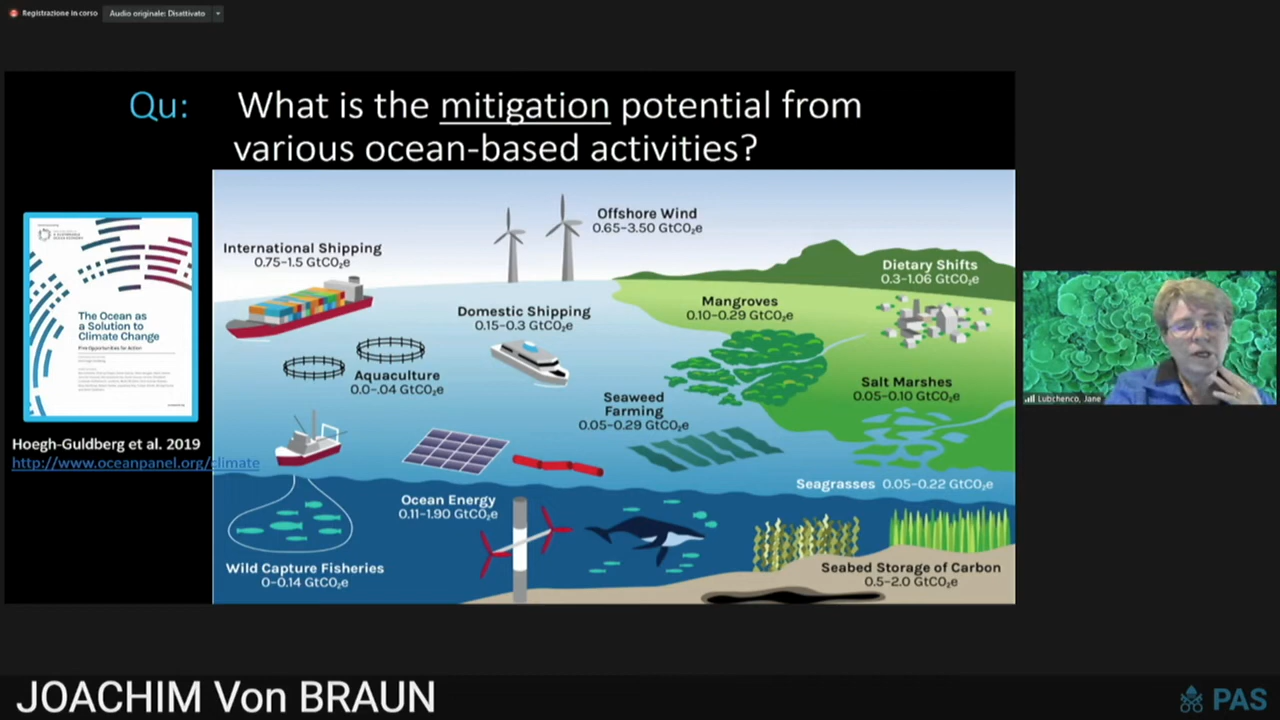 Registrazione in corso
Audio originale: Disattivato
Qu: What is the mitigation potential from
various ocean-based activities?
The Ocean as
a Solution to
Climate Change
Five Opportunities for Action
Hoegh-Guldberg et al. 2019
http://www.oceanpanel.org/climate
Offshore Wind
0.65–3.50 GtCO₂e
International Shipping
0.75–1.5 GtCO₂e
Dietary Shifts
0.3–1.06 GtCO₂e
Mangroves
0.10–0.29 GtCO₂e
Domestic Shipping
0.15–0.3 GtCO₂e
Aquaculture
0.0–.04 GtCO₂e
Salt Marshes
0.05–0.10 GtCO₂e
Seaweed
Farming
0.05–0.29 GtCO₂e
Seagrasses 0.05–0.22 GtCO₂e
Ocean Energy
0.11–1.90 GtCO₂e
Wild Capture Fisheries
0–0.14 GtCO₂e
Seabed Storage of Carbon
0.5–2.0 GtCO₂e
Lubchenco, Jane
JOACHIM Von BRAUN
PAS